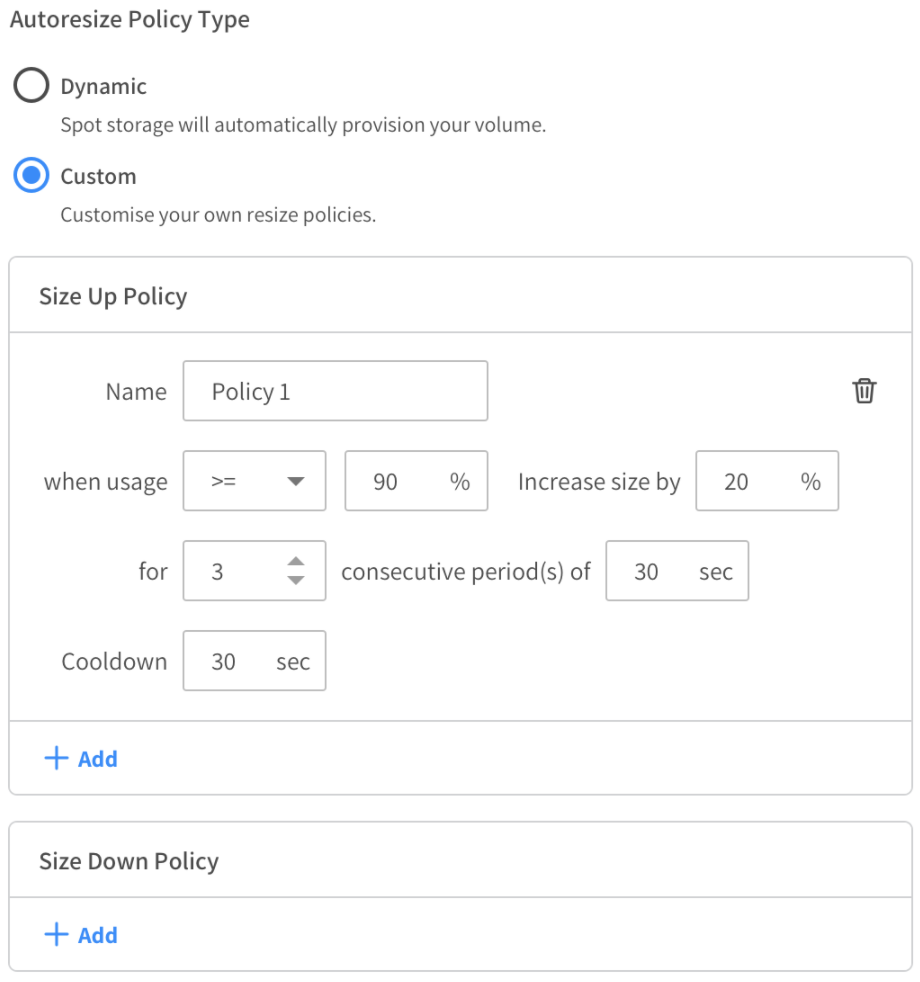 Autoresize Policy Type
Dynamic
Spot storage will automatically provision your volume.
Custom
Customise your own resize policies.
Size Up Policy
Name Policy 1
when usage >= 90 % Increase size by 20 %
for 3 consecutive period(s) of 30 sec
Cooldown 30 sec
+ Add
Size Down Policy
+ Add